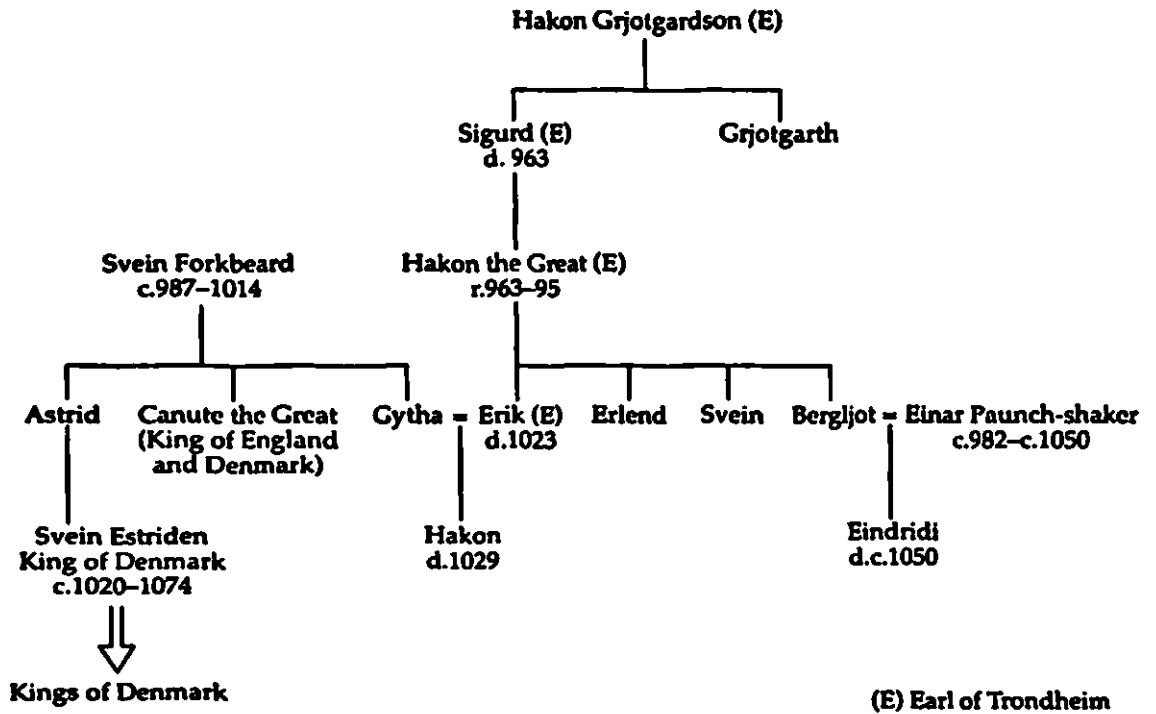 Hakon Grjotgardson (E)
Sigurd (E)
d. 963
Grjotgarth
Svein Forkbeard
c.987–1014
Hakon the Great (E)
r.963–95
Astrid
Canute the Great
(King of England
and Denmark)
Gytha = Erik (E)
d.1023
Erlend
Svein
Bergljot = Einar Paunch-shaker
c.982–c.1050
Svein Estriden
King of Denmark
c.1020–1074
Hakon
d.1029
Eindridi
d.c.1050
Kings of Denmark
(E) Earl of Trondheim